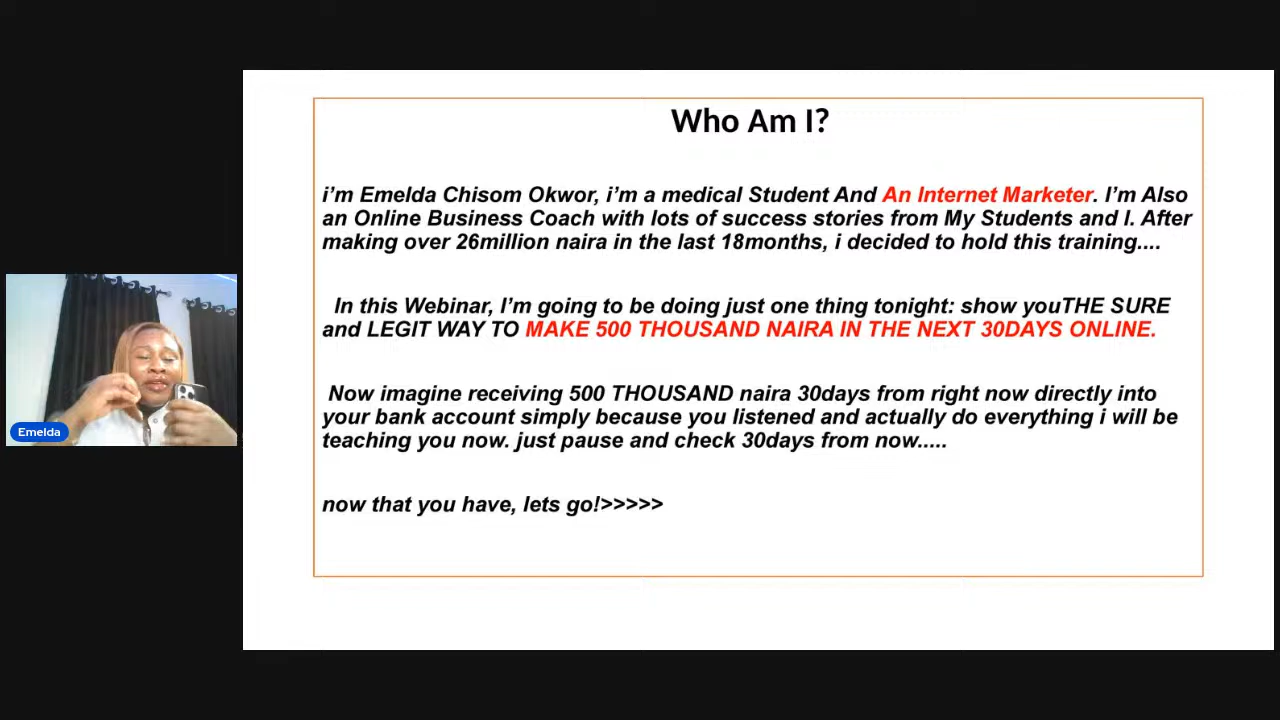 Who Am I?
i'm Emelda Chisom Okwor, i'm a medical Student And An Internet Marketer. I'm Also
an Online Business Coach with lots of success stories from My Students and I. After
making over 26million naira in the last 18months, i decided to hold this training....
In this Webinar, I'm going to be doing just one thing tonight: show youTHE SURE
and LEGIT WAY TO MAKE 500 THOUSAND NAIRA IN THE NEXT 30DAYS ONLINE.
Now imagine receiving 500 THOUSAND naira 30days from right now directly into
your bank account simply because you listened and actually do everything i will be
teaching you now. just pause and check 30days from now.....
now that you have, lets go!>>>>>
Emelda